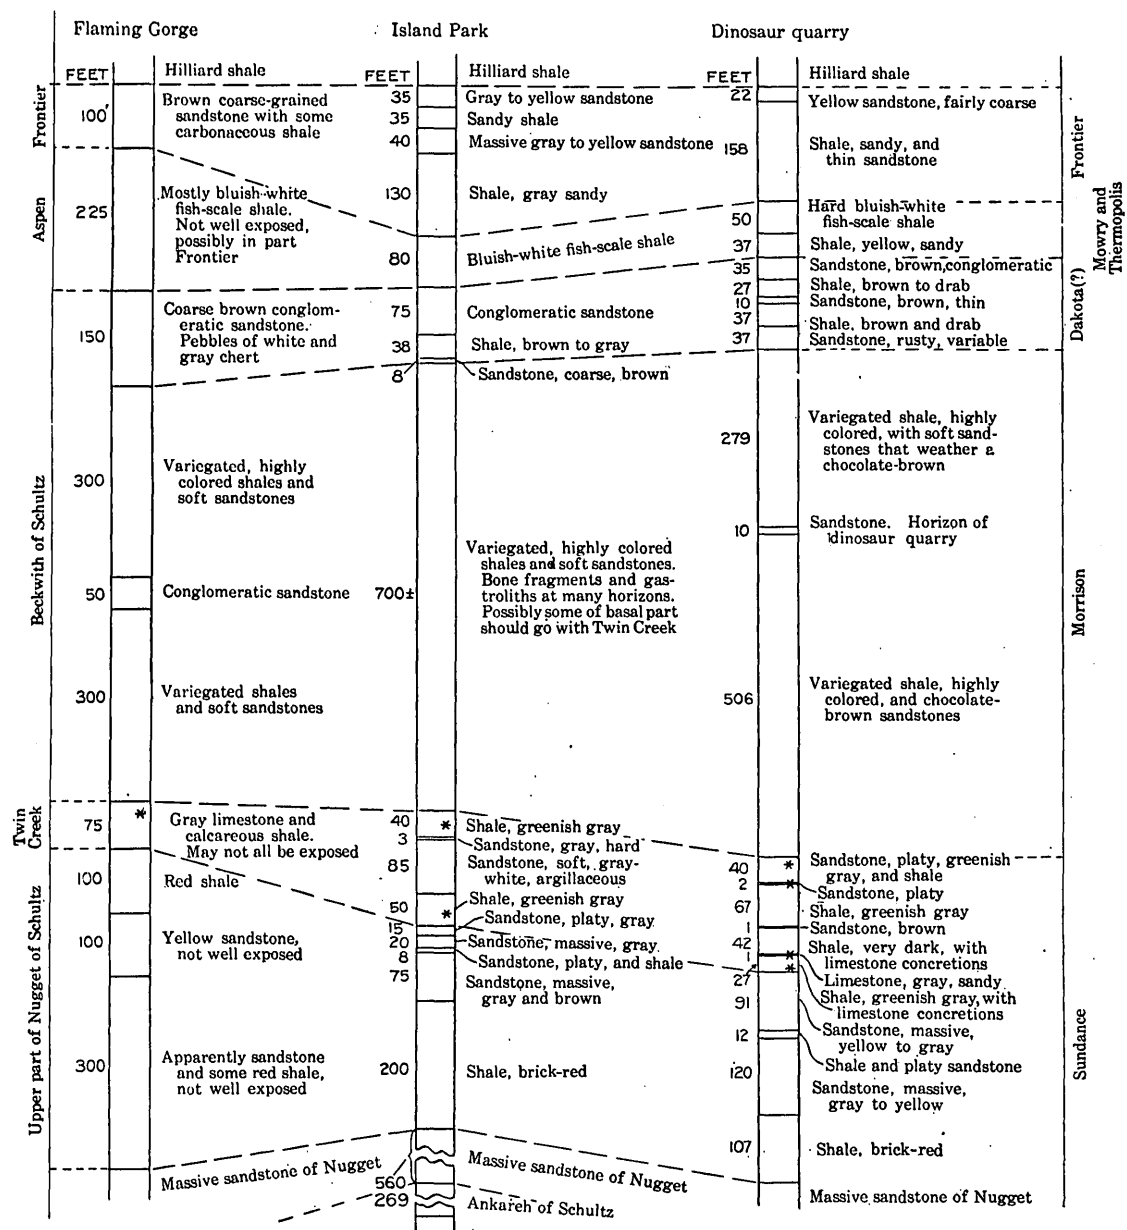 Flaming Gorge
Island Park
Dinosaur quarry
FEET
Hilliard shale
100'
Brown coarse-grained
sandstone with some
carbonaceous shale
225
Mostly bluish-white
fish-scale shale.
Not well exposed,
possibly in part
Frontier
150
Coarse brown conglom-
eratic sandstone.
Pebbles of white and
gray chert
300
Variegated, highly
colored shales and
soft sandstones
50
Conglomeratic sandstone
300
Variegated shales
and soft sandstones
75
*
Gray limestone and
calcareous shale.
May not all be exposed
100
Red shale
100
Yellow sandstone,
not well exposed
300
Apparently sandstone
and some red shale,
not well exposed
Massive sandstone of Nugget
Frontier
Aspen
Beckwith of Schultz
Twin
Creek
Upper part of Nugget of Schultz
FEET
Hilliard shale
35
Gray to yellow sandstone
35
Sandy shale
40
Massive gray to yellow sandstone
130
Shale, gray sandy
80
Bluish-white fish-scale shale
75
Conglomeratic sandstone
38
Shale, brown to gray
8
Sandstone, coarse, brown
700±
Variegated, highly colored
shales and soft sandstones.
Bone fragments and gas-
troliths at many horizons.
Possibly some of basal part
should go with Twin Creek
40
*
Shale, greenish gray
3
Sandstone, gray, hard
85
Sandstone, soft, gray-
white, argillaceous
50
*
Shale, greenish gray
15
Sandstone, platy, gray
20
Sandstone, massive, gray
8
Sandstone, platy, and shale
75
Sandstone, massive,
gray and brown
200
Shale, brick-red
560
Massive sandstone of Nugget
269
Ankareh of Schultz
FEET
Hilliard shale
22
Yellow sandstone, fairly coarse
158
Shale, sandy, and
thin sandstone
50
Hard bluish-white
fish-scale shale
37
Shale, yellow, sandy
35
Sandstone, brown, conglomeratic
27
Shale, brown to drab
10
Sandstone, brown, thin
37
Shale, brown and drab
37
Sandstone, rusty, variable
279
Variegated shale, highly
colored, with soft sand-
stones that weather a
chocolate-brown
10
Sandstone. Horizon of
dinosaur quarry
506
Variegated shale, highly
colored, and chocolate-
brown sandstones
40
*
Sandstone, platy, greenish
gray, and shale
2
*
Sandstone, platy
67
Shale, greenish gray
1
Sandstone, brown
42
Shale, very dark, with
limestone concretions
1
*
Limestone, gray, sandy
27
*
Shale, greenish gray, with
limestone concretions
91
Sandstone, massive,
yellow to gray
12
Shale and platy sandstone
120
Sandstone, massive,
gray to yellow
107
Shale, brick-red
Massive sandstone of Nugget
Frontier
Mowry and
Thermopolis
Dakota(?)
Morrison
Sundance